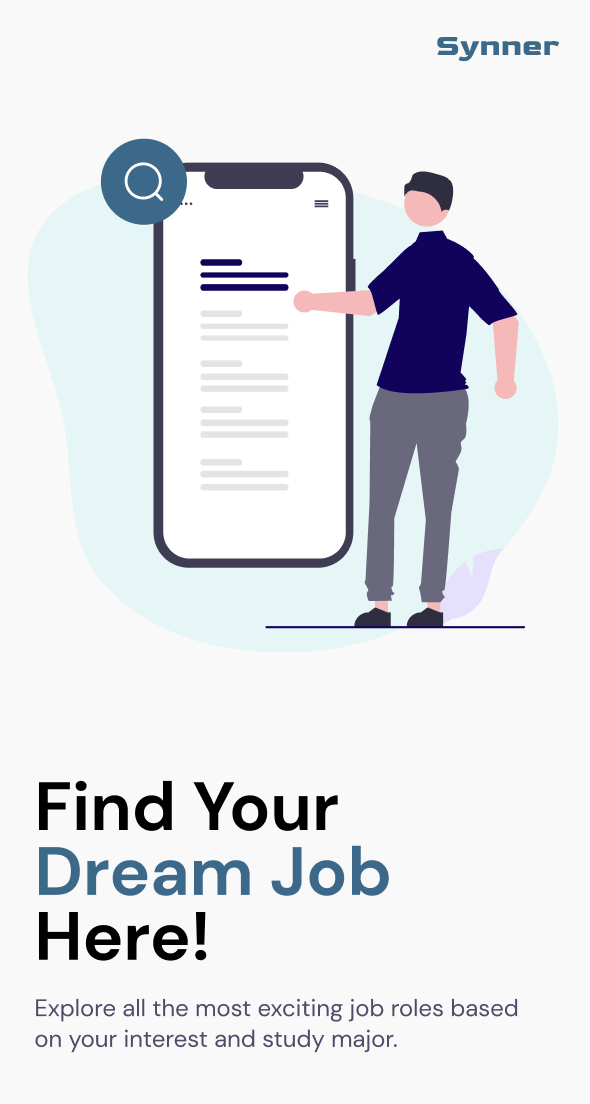 Synner
Find Your
Dream Job
Here!
Explore all the most exciting job roles based
on your interest and study major.